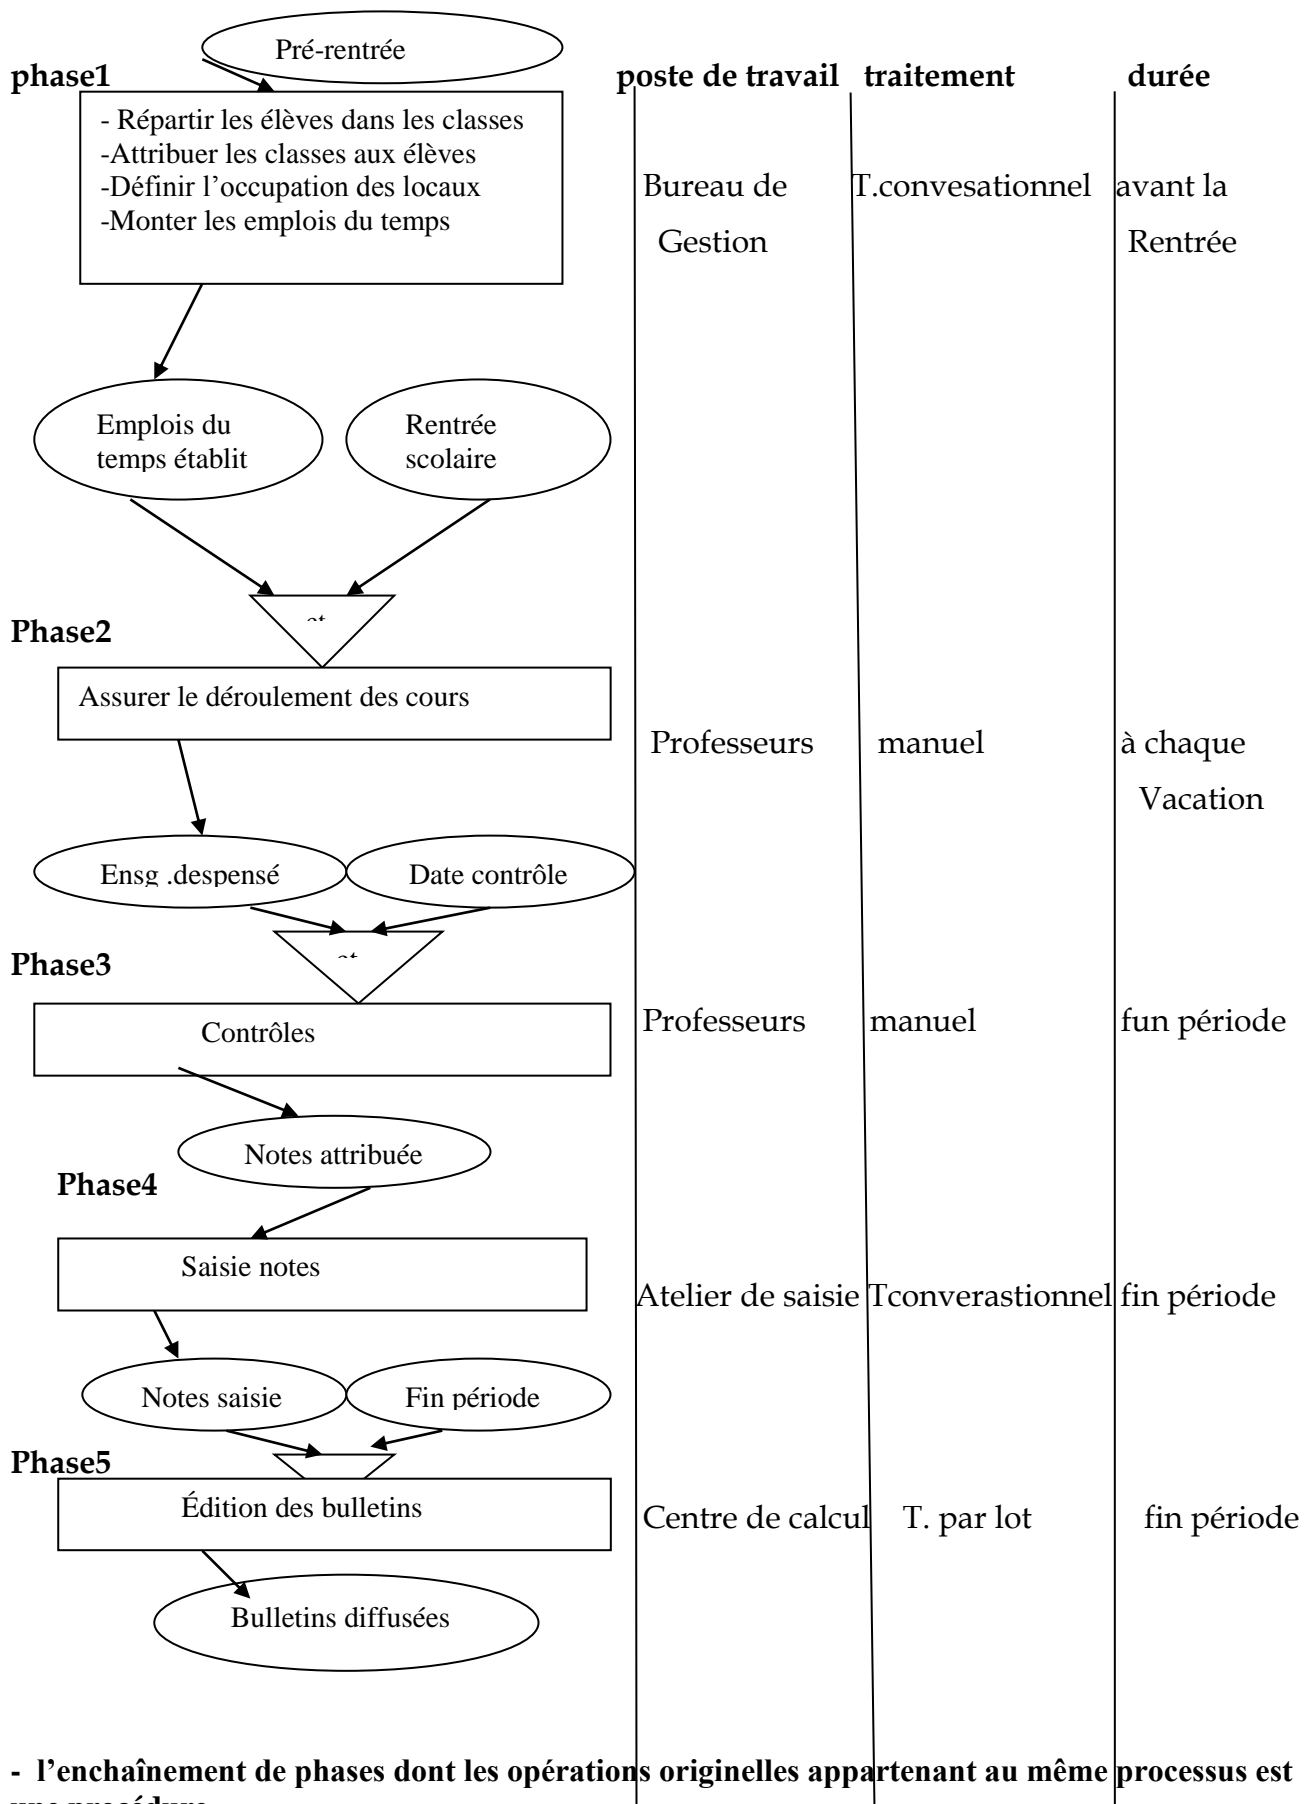 Pré-rentrée
phase1 poste de travail traitement durée
- Répartir les élèves dans les classes
-Attribuer les classes aux élèves
-Définir l’occupation des locaux
-Monter les emplois du temps
Bureau de T.convesationnel avant la
Gestion Rentrée
Emplois du
temps établit
Rentrée
scolaire
et
Phase2
Assurer le déroulement des cours
Professeurs manuel à chaque
Vacation
Ensg .despensé Date contrôle
et
Phase3
Contrôles
Professeurs manuel fun période
Notes attribuée
Phase4
Saisie notes
Atelier de saisie Tconverastionnel fin période
Notes saisie Fin période
Phase5
Édition des bulletins
Centre de calcul T. par lot fin période
Bulletins diffusées
- l’enchaînement de phases dont les opérations originelles appartenant au même processus est